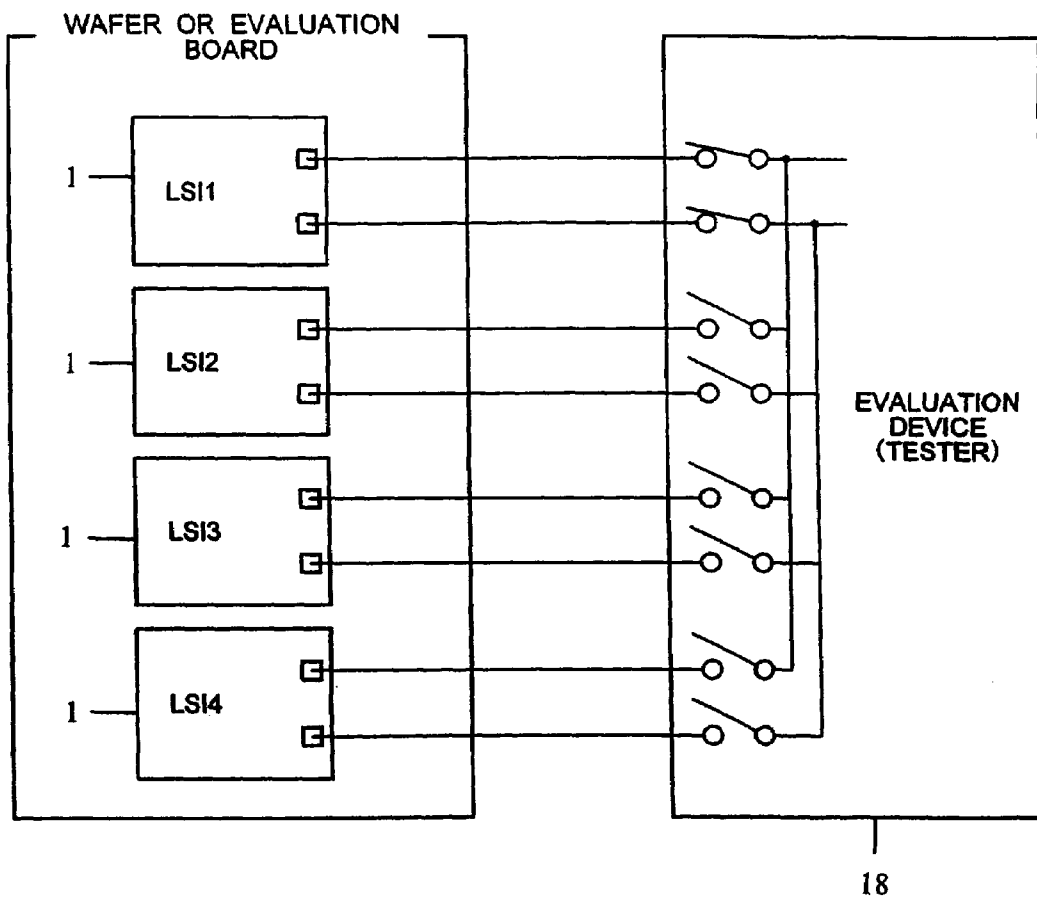 WAFER OR EVALUATION
BOARD
1
LSI1
1
LSI2
1
LSI3
1
LSI4
EVALUATION
DEVICE
(TESTER)
18